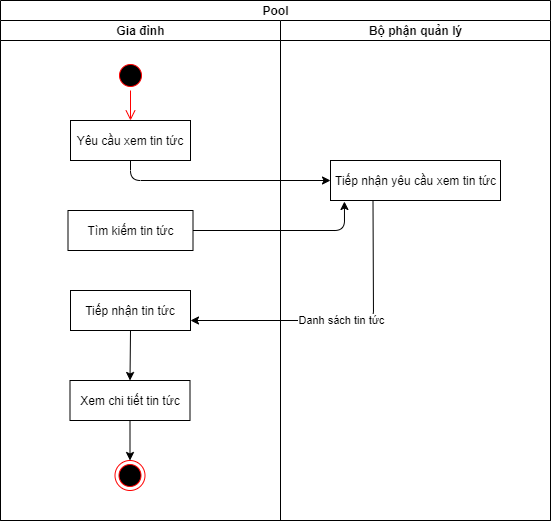 Pool
Gia đình
Bộ phận quản lý
Yêu cầu xem tin tức
Tiếp nhận yêu cầu xem tin tức
Tìm kiếm tin tức
Tiếp nhận tin tức
Danh sách tin tức
Xem chi tiết tin tức